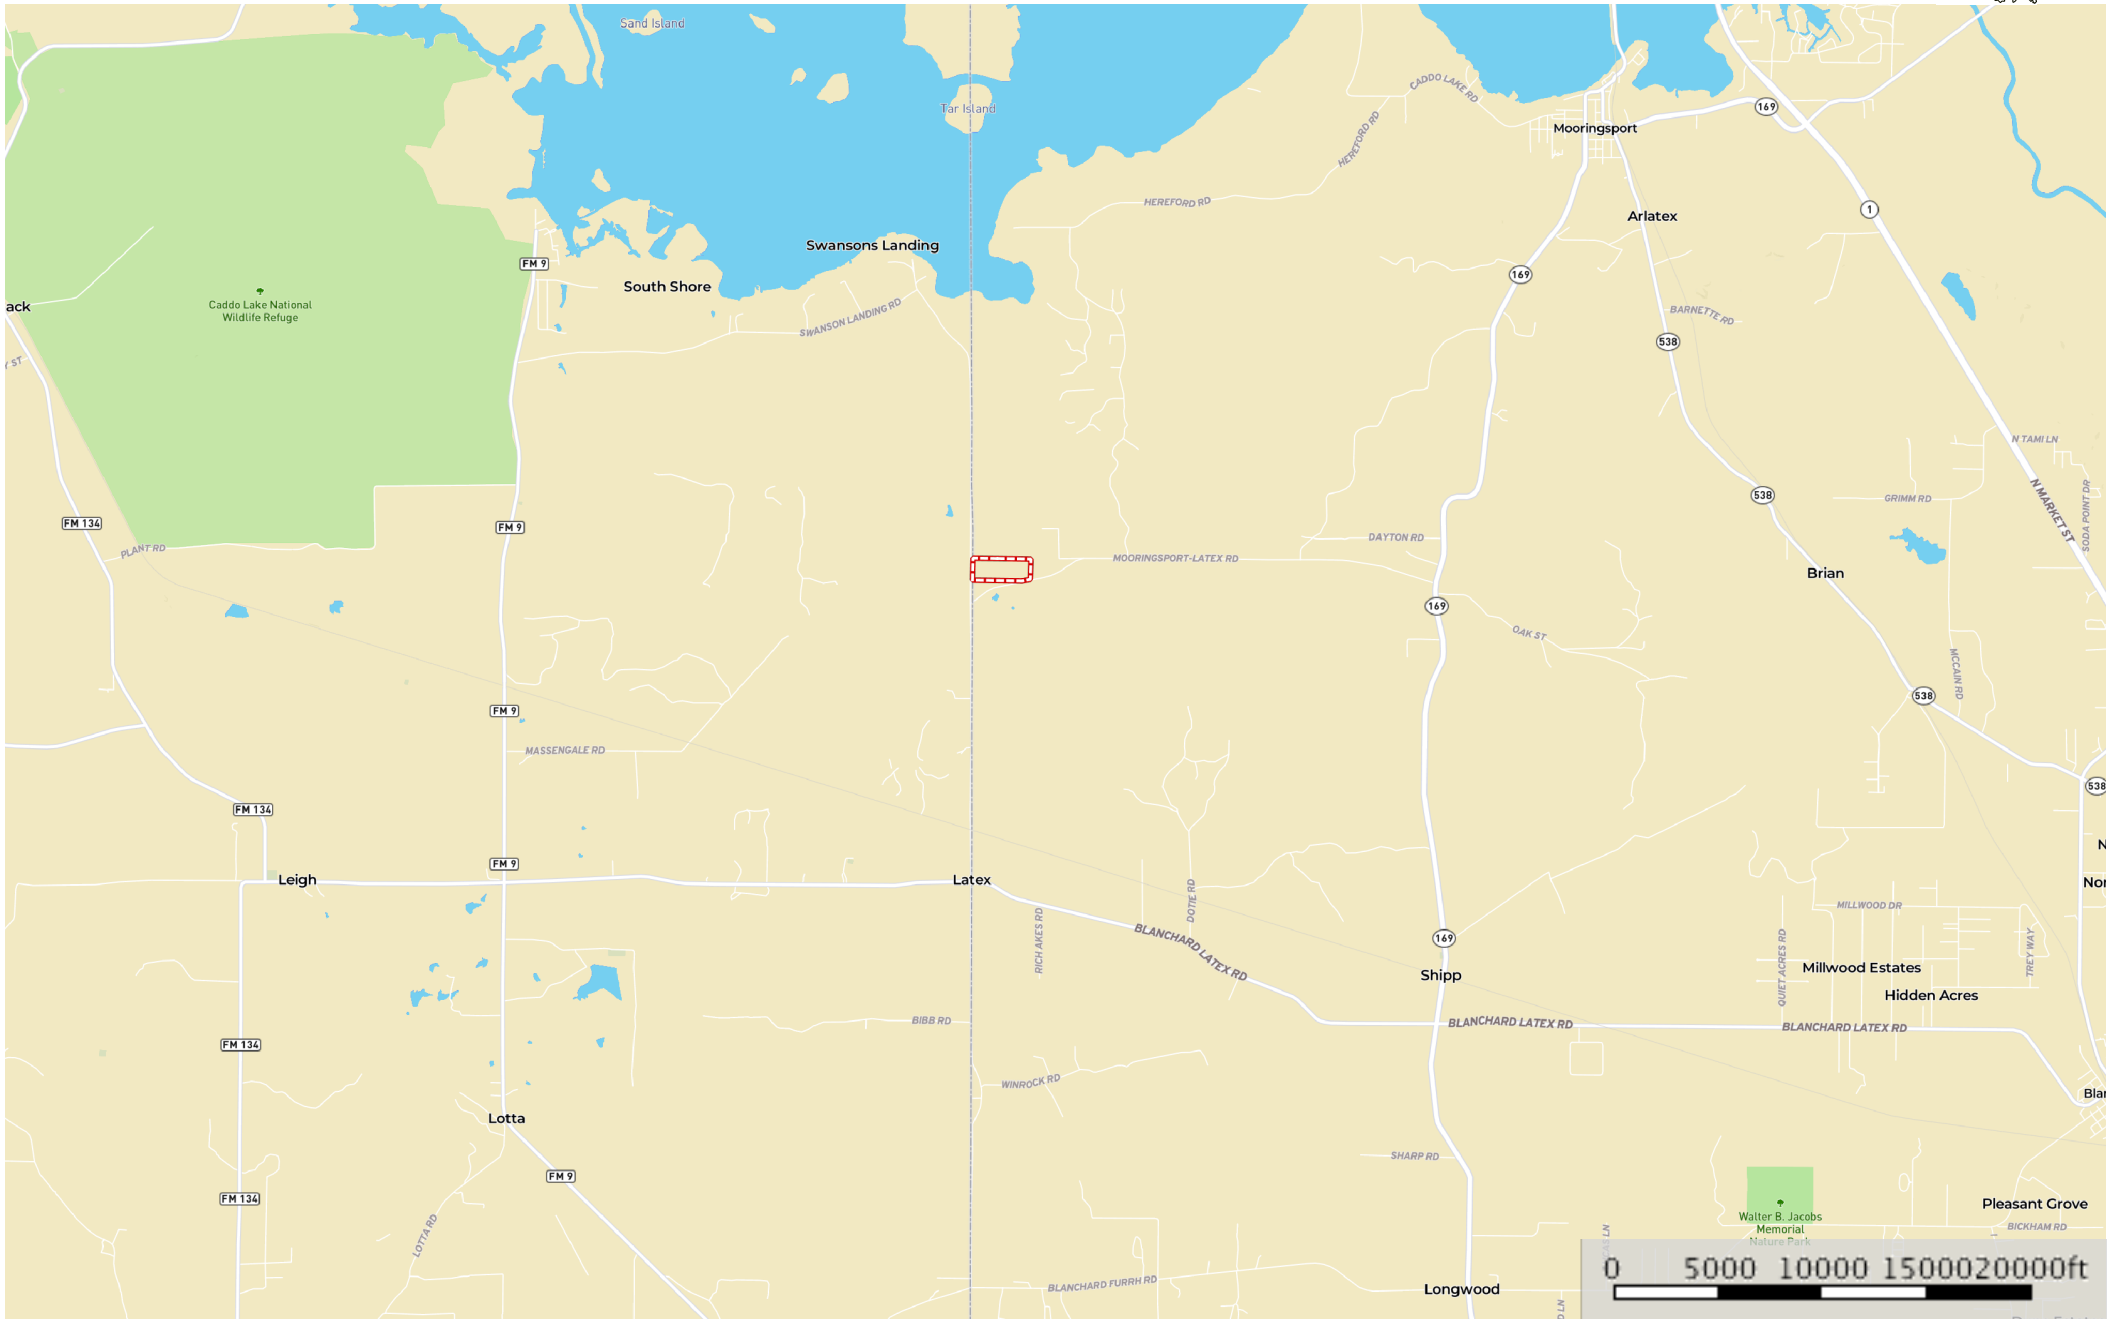 Sand Island
Tar Island
CADDO LAKE RD
169
Mooringsport
HEREFORD RD
HEREFORD RD
1
Arlatex
Swansons Landing
FM 9
169
South Shore
Caddo Lake National
Wildlife Refuge
ack
SWANSON LANDING RD
BARNETTE RD
538
Y ST
N TAMI LN
538
GRIMM RD
N MARKET ST
SODA POINT DR
FM 134
FM 9
DAYTON RD
PLANT RD
MOORINGSPORT-LATEX RD
Brian
169
OAK ST
MCCAIN RD
538
FM 9
MASSENGALE RD
538
FM 134
N
FM 9
Leigh
Latex
Nor
DOTIE RD
MILLWOOD DR
RICH AKES RD
BLANCHARD LATEX RD
169
QUIET ACRES RD
TREY WAY
Shipp
Millwood Estates
Hidden Acres
BIBB RD
BLANCHARD LATEX RD
BLANCHARD LATEX RD
FM 134
WINROCK RD
Blan
Lotta
SHARP RD
FM 9
FM 134
Pleasant Grove
Walter B. Jacobs
Memorial
Nature Park
BICKHAM RD
LOTTA RD
BLANCHARD FURRH RD
Longwood
0 5000 10000 15000 20000ft